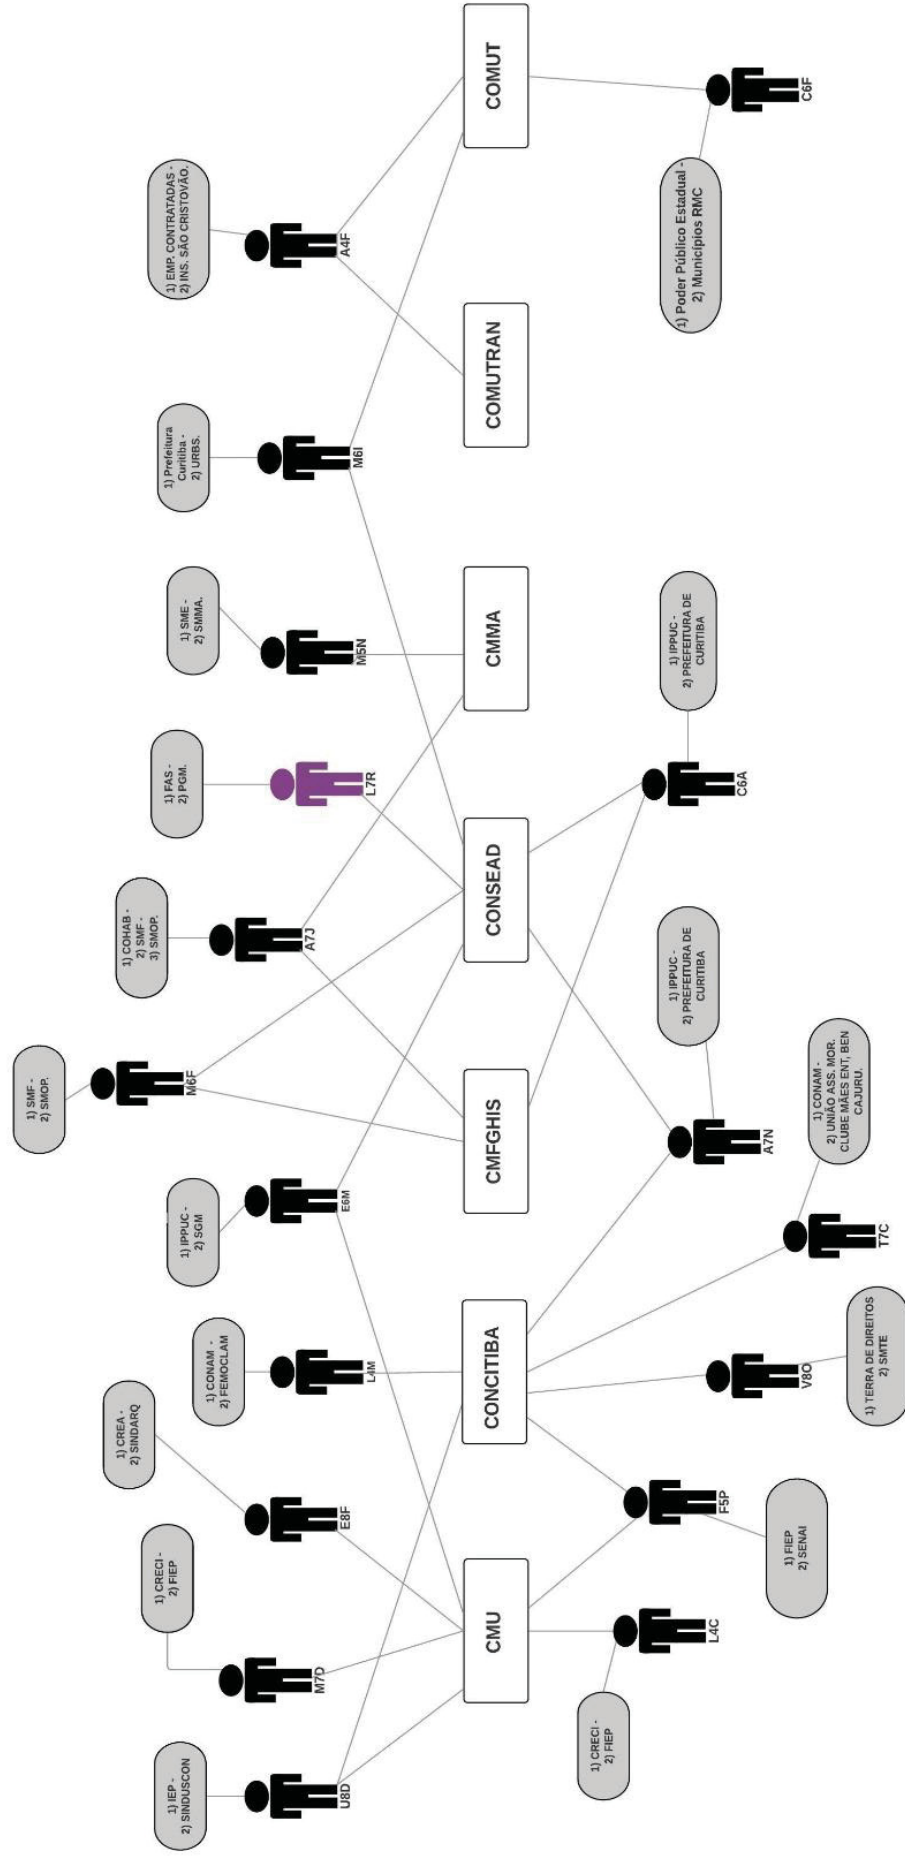 1) IEP -
2) SINDUSCON
U8D
1) CRECI -
2) FIEP
M7O
1) CREA -
2) SINDARQ
E8F
1) CONAM -
2) FEMOCLAM
L4M
1) IPPUC -
2) SGM
E6M
1) SMF -
2) SMOP.
M6F
1) COHAB -
2) SMF -
3) SMOP.
A7J
1) FAS -
2) PGM.
L7R
1) SME -
2) SMMA.
M5N
1) Prefeitura
Curitiba -
2) URBS.
M6I
1) EMP. CONTRATADAS -
2) INS. SÃO CRISTOVÃO.
A4F
CMU
CONCITIBA
CMFGHIS
CONSEAD
CMMA
COMUTRAN
COMUT
1) CRECI -
2) FIEP
L4C
F5P
1) FIEP
2) SENAI
V8O
1) TERRA DE DIREITOS
2) SMTE
T7C
1) CONAM -
2) UNIÃO ASS. MOR.
CLUBE MÃES ENT, BEN
CAJURU.
1) IPPUC -
2) PREFEITURA DE
CURITIBA
A7N
1) IPPUC -
2) PREFEITURA DE
CURITIBA
C6A
1) Poder Público Estadual -
2) Municípios RMC
C6F